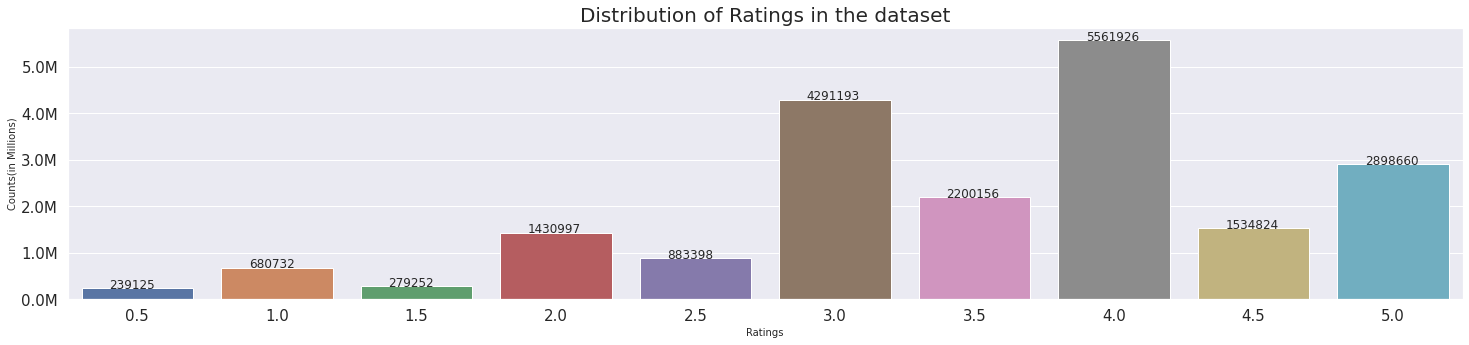 Distribution of Ratings in the dataset
Counts(in Millions)
5.0M
4.0M
3.0M
2.0M
1.0M
0.0M
239125
680732
279252
1430997
883398
4291193
2200156
5561926
1534824
2898660
0.5 1.0 1.5 2.0 2.5 3.0 3.5 4.0 4.5 5.0
Ratings